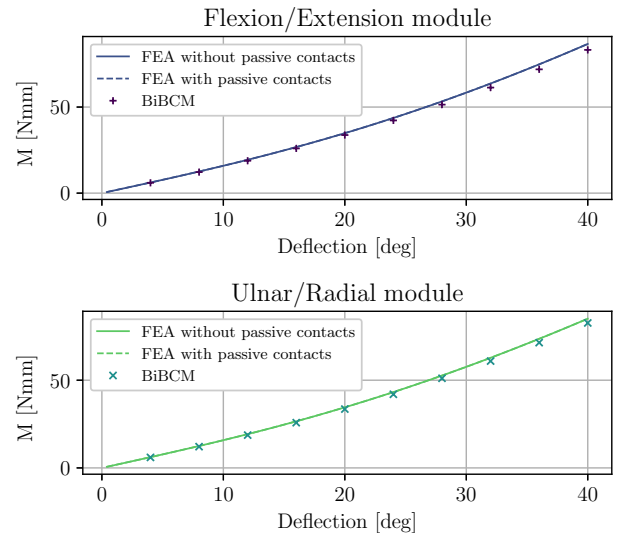 Flexion/Extension module
FEA without passive contacts
FEA with passive contacts
BiBCM
M [Nmm]
50
0
0 10 20 30 40
Deflection [deg]
Ulnar/Radial module
FEA without passive contacts
FEA with passive contacts
BiBCM
M [Nmm]
50
0
0 10 20 30 40
Deflection [deg]